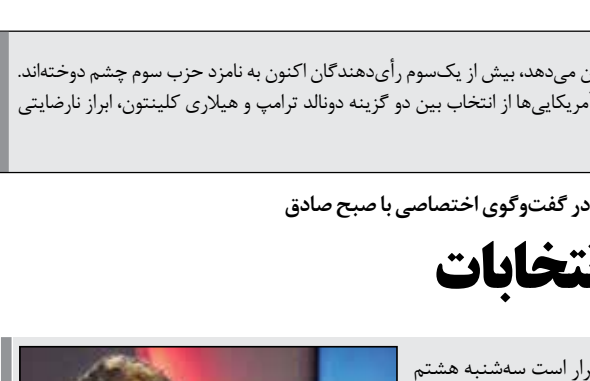 می‌دهد، بیش از یک‌سوم رأی‌دهندگان اکنون به نامزد حزب سوم چشم دوخته‌اند.
آمریکایی‌ها از انتخاب بین دو گزینه دونالد ترامپ و هیلاری کلینتون، ابراز نارضایتی
در گفت‌وگوی اختصاصی با صبح صادق
است سه‌شنبه هشتم